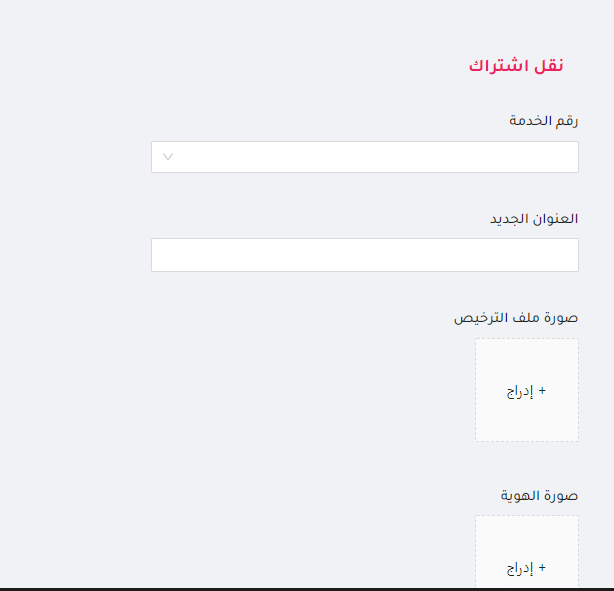 نقل اشتراك
رقم الخدمة
العنوان الجديد
صورة ملف الترخيص
+ إدراج
صورة الهوية
+ إدراج